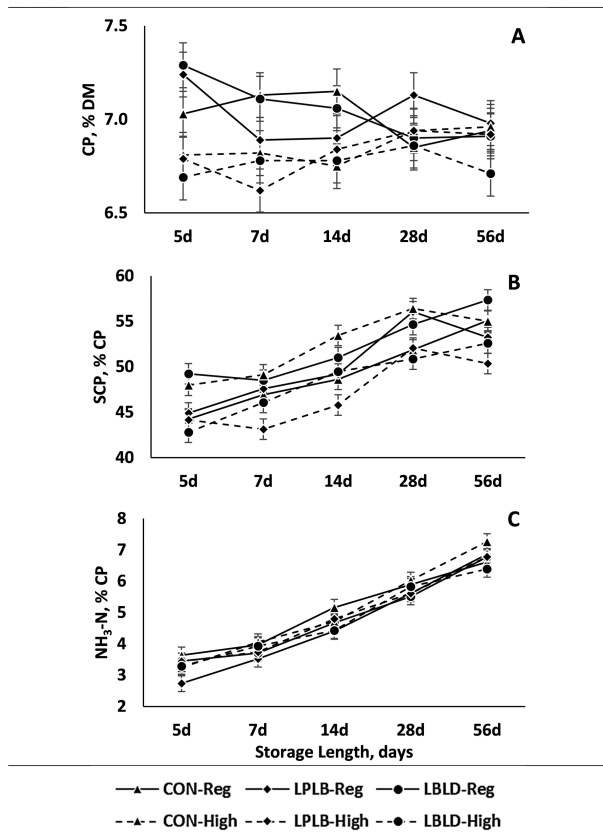 A
7.5
7.0
6.5
CP, % DM
5d 7d 14d 28d 56d
B
60
55
50
45
40
SCP, % CP
5d 7d 14d 28d 56d
C
8
7
6
5
4
3
2
NH₃-N, % CP
5d 7d 14d 28d 56d
Storage Length, days
CON-Reg LPLB-Reg LBLD-Reg
CON-High LPLB-High LBLD-High